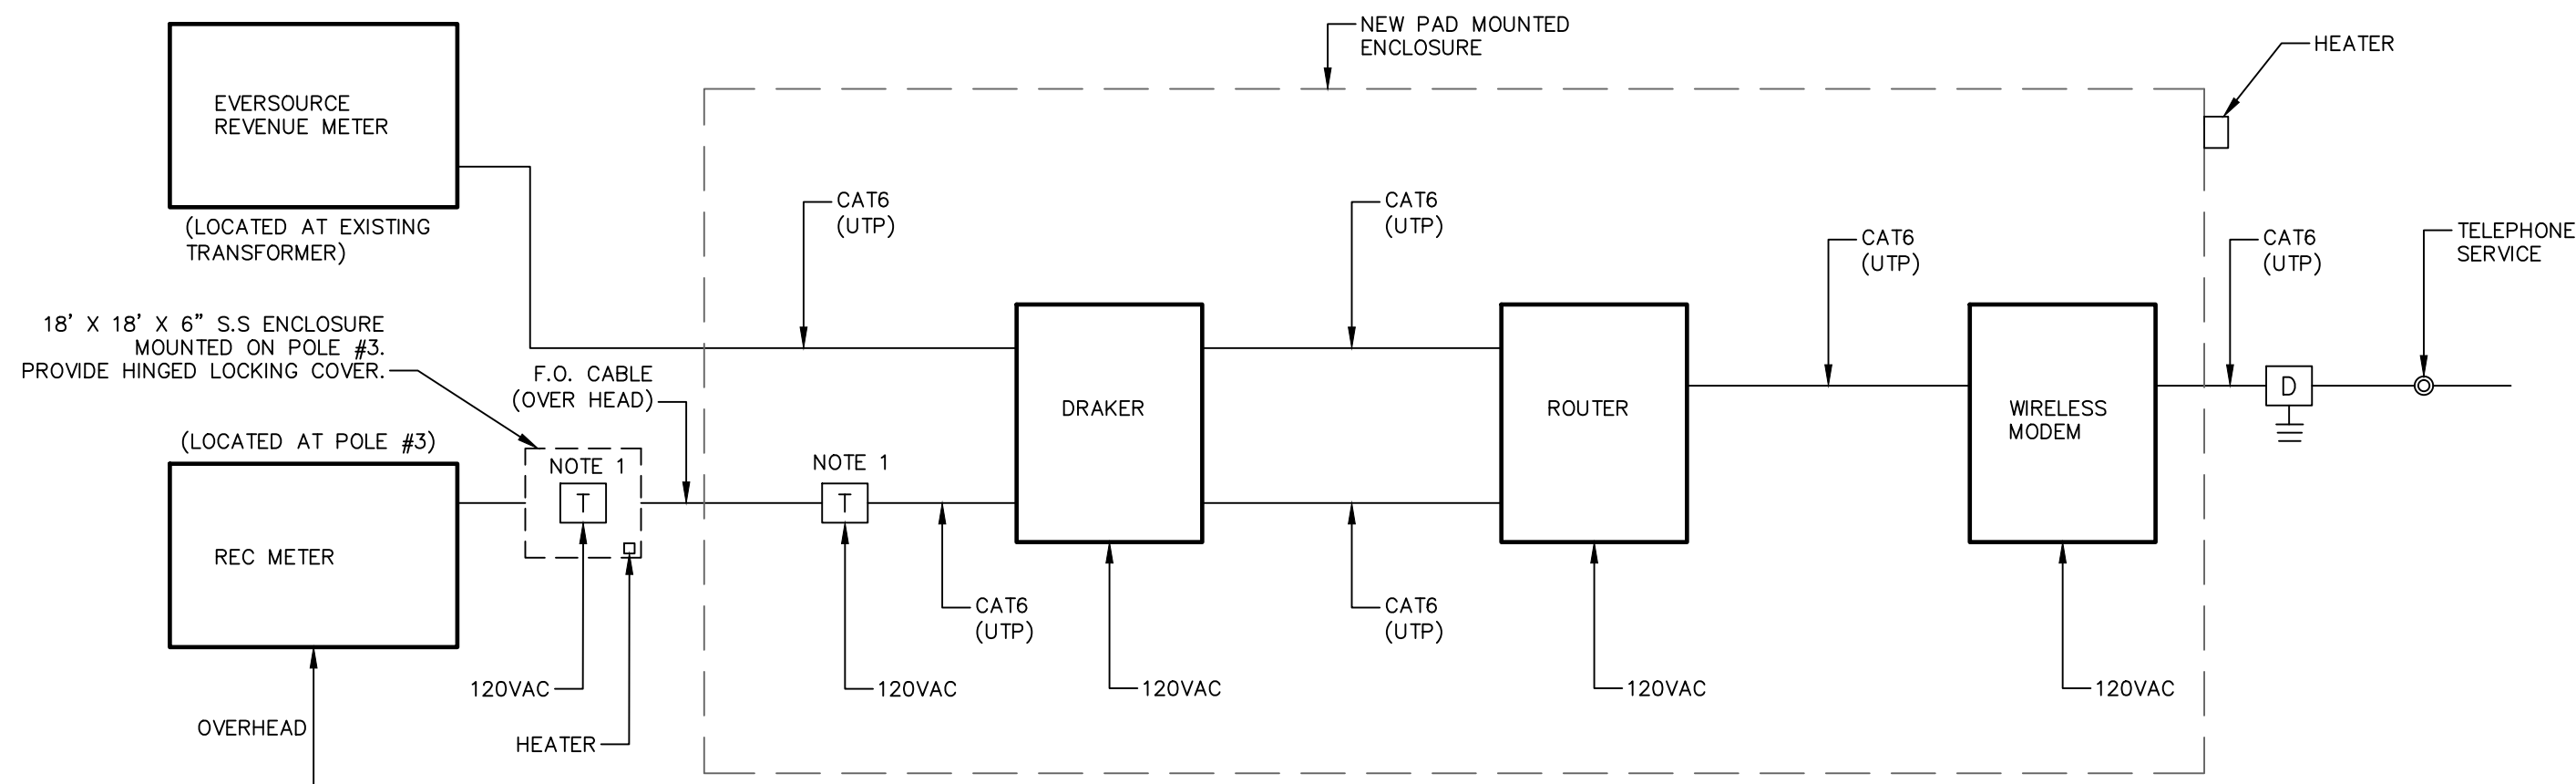 NEW PAD MOUNTED
ENCLOSURE
HEATER
EVERSOURCE
REVENUE METER
(LOCATED AT EXISTING
TRANSFORMER)
CAT6
(UTP)
CAT6
(UTP)
CAT6
(UTP)
CAT6
(UTP)
TELEPHONE
SERVICE
18' X 18' X 6" S.S ENCLOSURE
MOUNTED ON POLE #3.
PROVIDE HINGED LOCKING COVER.
F.O. CABLE
(OVER HEAD)
DRAKER
ROUTER
WIRELESS
MODEM
D
(LOCATED AT POLE #3)
NOTE 1
T
NOTE 1
T
REC METER
CAT6
(UTP)
CAT6
(UTP)
120VAC
120VAC
120VAC
120VAC
120VAC
OVERHEAD
HEATER